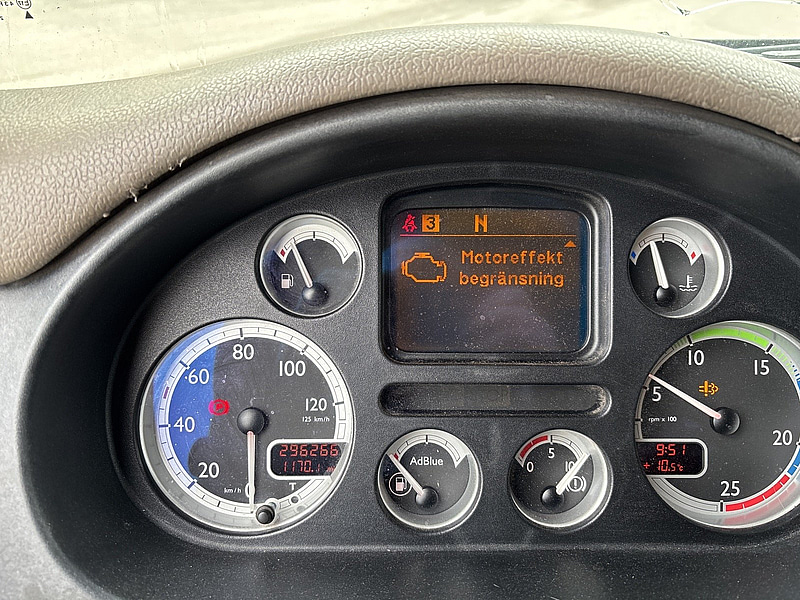 3 N
Motoreffekt
begränsning
20
40
60
80
100
120
125 km/h
km/h
296266
1170.1
T
AdBlue
0
5
10
5
10
15
20
25
rpm x 100
9:51
+10.5°C